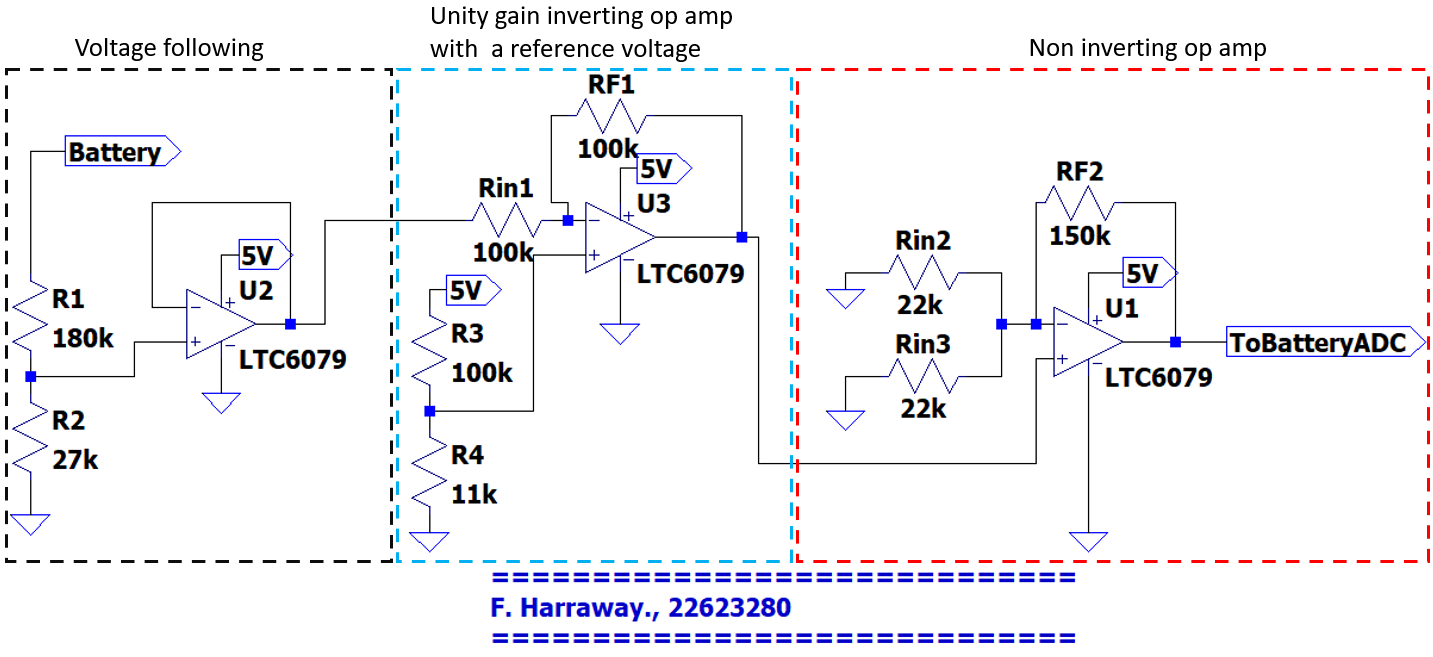 Voltage following
Unity gain inverting op amp
with  a reference voltage
Non inverting op amp
Battery
R1
180k
R2
27k
5V
U2
LTC6079
RF1
100k
Rin1
100k
5V
U3
LTC6079
5V
R3
100k
R4
11k
RF2
150k
Rin2
22k
Rin3
22k
5V
U1
LTC6079
ToBatteryADC
=============================
F. Harraway., 22623280
=============================